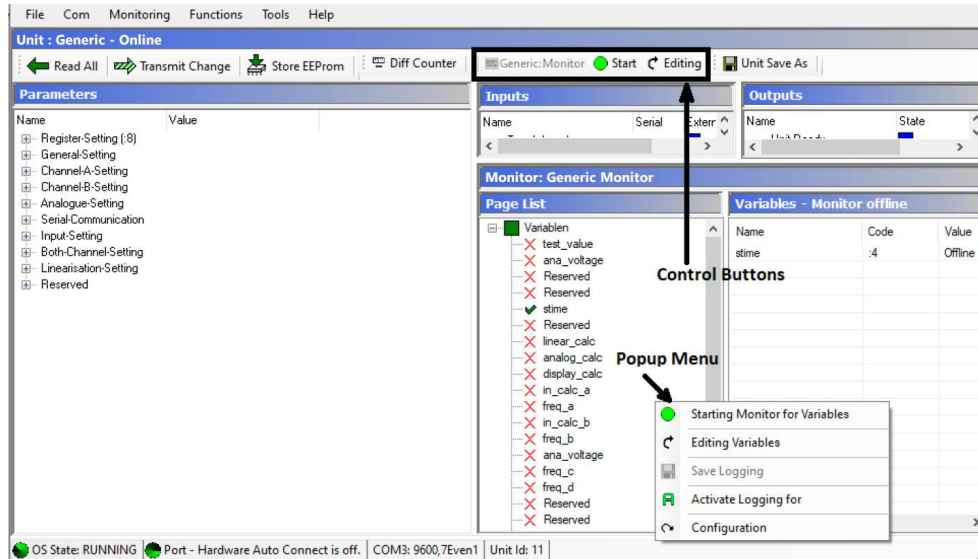 File Com Monitoring Functions Tools Help
Unit : Generic - Online
Read All Transmit Change Store EEProm Diff Counter Generic:Monitor Start Editing Unit Save As
Parameters
Name Value
Register-Setting (:8)
General-Setting
Channel-A-Setting
Channel-B-Setting
Analogue-Setting
Serial-Communication
Input-Setting
Both-Channel-Setting
Linearisation-Setting
Reserved
Inputs
Name Serial Extern
Outputs
Name State
Monitor: Generic Monitor
Page List
Variablen
test_value
ana_voltage
Reserved
Reserved
stime
Reserved
linear_calc
analog_calc
display_calc
in_calc_a
freq_a
in_calc_b
freq_b
ana_voltage
freq_c
freq_d
Reserved
Reserved
Variables - Monitor offline
Name Code Value
stime :4 Offline
Control Buttons
Popup Menu
Starting Monitor for Variables
Editing Variables
Save Logging
Activate Logging for
Configuration
OS State: RUNNING Port - Hardware Auto Connect is off. COM3: 9600,7Even1 Unit Id: 11